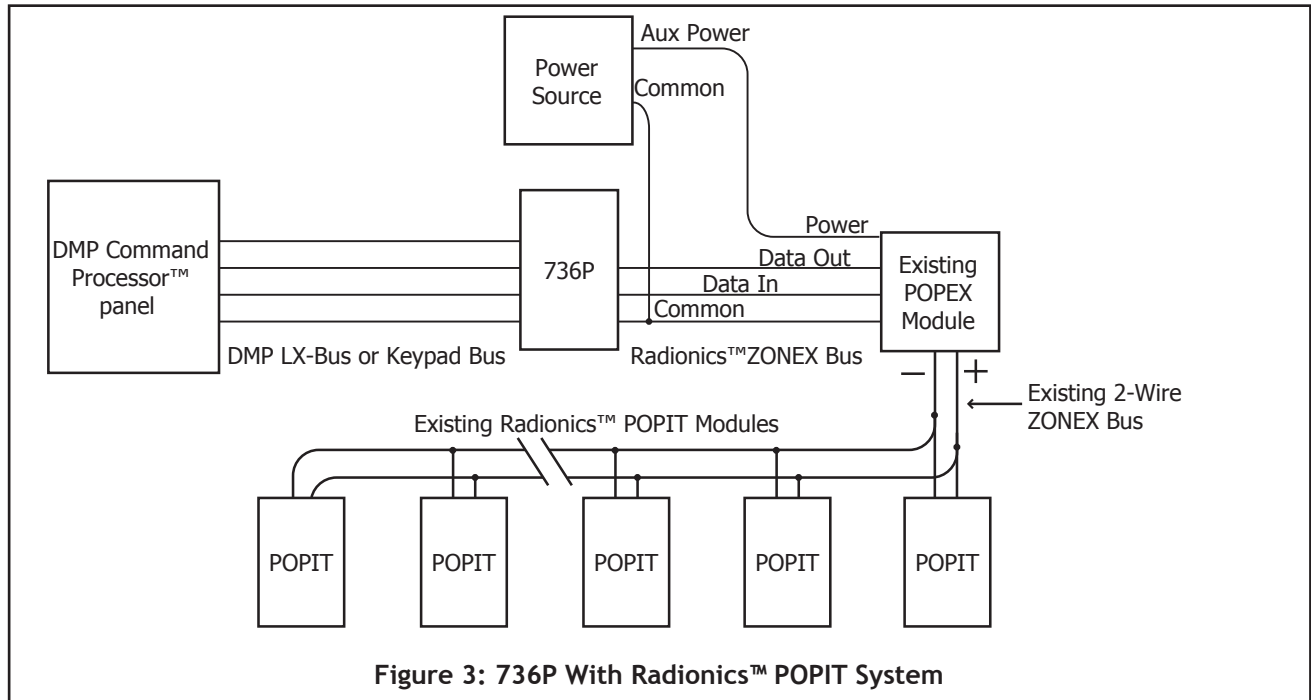 Aux Power
Power
Source
Common
DMP Command
Processor™
panel
736P
Power
Data Out
Data In
Common
Existing
POPEX
Module
DMP LX-Bus or Keypad Bus
Radionics™ZONEX Bus
— +
Existing 2-Wire
ZONEX Bus
Existing Radionics™ POPIT Modules
POPIT
POPIT
POPIT
POPIT
POPIT
Figure 3: 736P With Radionics™ POPIT System